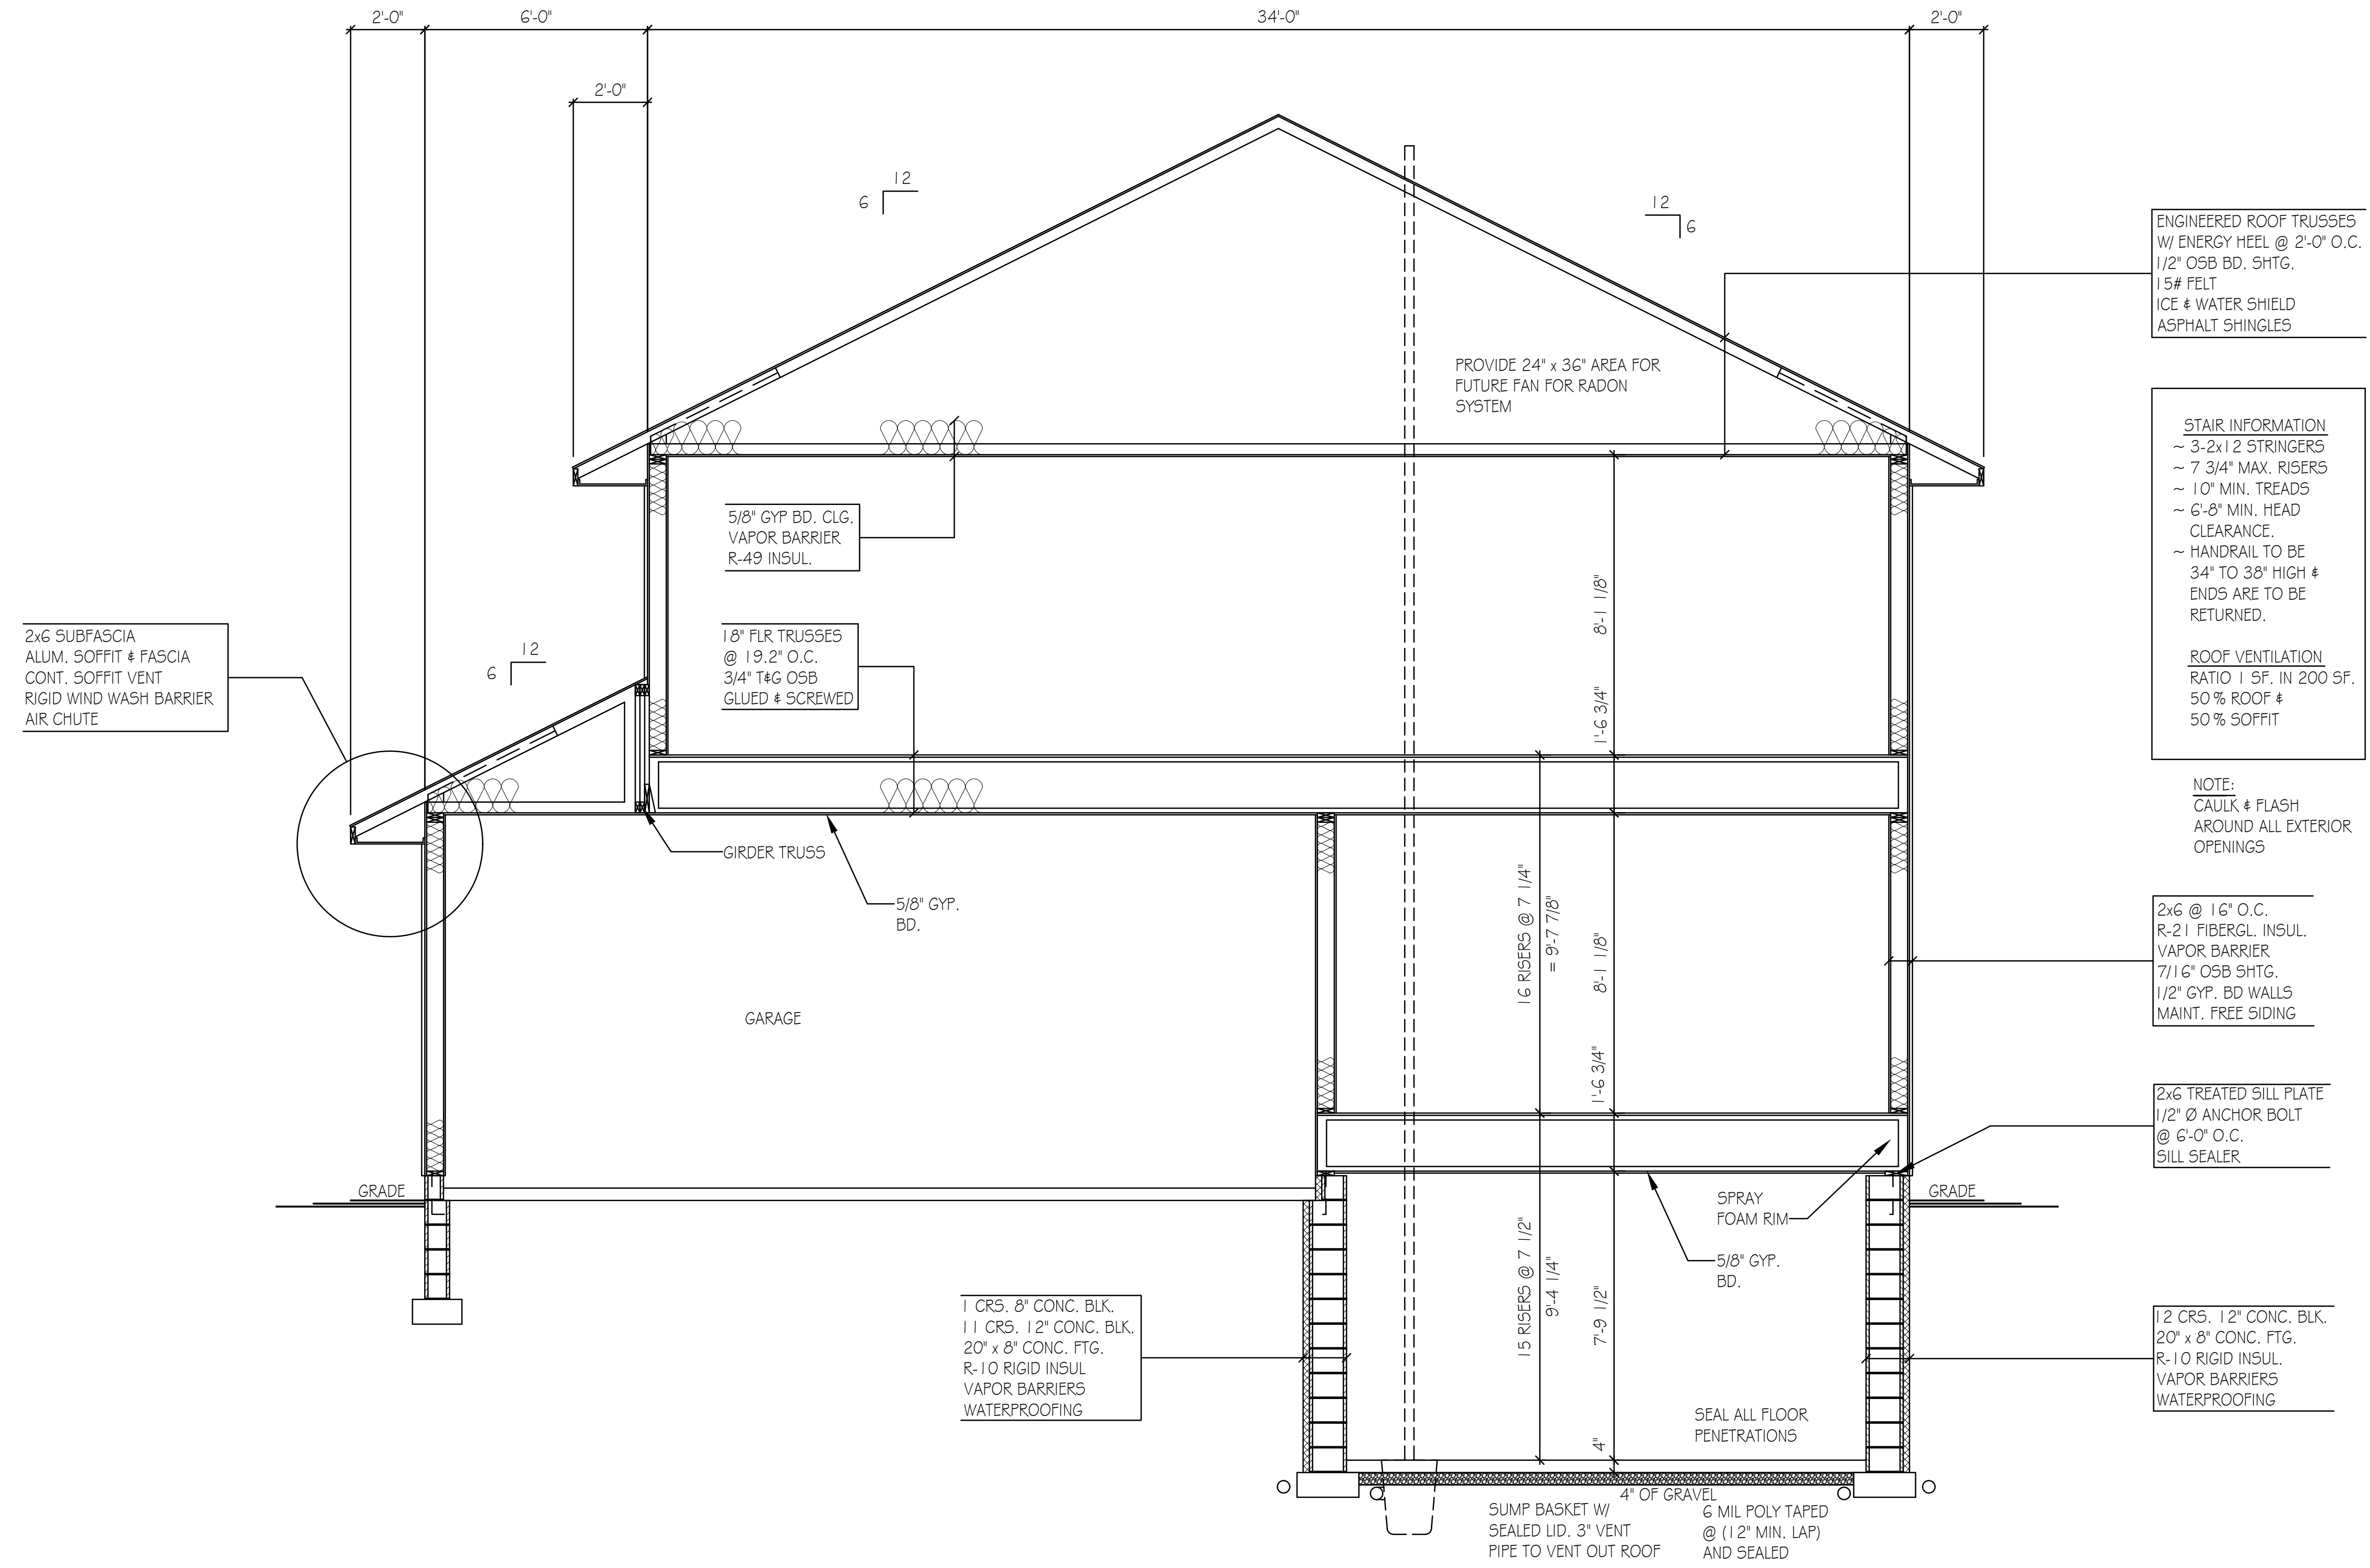 2'-0"
6'-0"
34'-0"
2'-0"
2'-0"
12
6
12
6
ENGINEERED ROOF TRUSSES
W/ ENERGY HEEL @ 2'-0" O.C.
1/2" OSB BD. SHTG.
15# FELT
ICE & WATER SHIELD
ASPHALT SHINGLES
PROVIDE 24" x 36" AREA FOR
FUTURE FAN FOR RADON
SYSTEM
STAIR INFORMATION
~ 3-2x12 STRINGERS
~ 7 3/4" MAX. RISERS
~ 10" MIN. TREADS
~ 6'-8" MIN. HEAD
CLEARANCE.
~ HANDRAIL TO BE
34" TO 38" HIGH &
ENDS ARE TO BE
RETURNED.
ROOF VENTILATION
RATIO 1 SF. IN 200 SF.
50% ROOF &
50% SOFFIT
NOTE:
CAULK & FLASH
AROUND ALL EXTERIOR
OPENINGS
5/8" GYP BD. CLG.
VAPOR BARRIER
R-49 INSUL.
18" FLR TRUSSES
@ 19.2" O.C.
3/4" T&G OSB
GLUED & SCREWED
2x6 SUBFASCIA
ALUM. SOFFIT & FASCIA
CONT. SOFFIT VENT
RIGID WIND WASH BARRIER
AIR CHUTE
12
6
8'-1 1/8"
1'-6 3/4"
GIRDER TRUSS
5/8" GYP.
BD.
GARAGE
16 RISERS @ 7 1/4"
= 9'-7 7/8"
8'-1 1/8"
1'-6 3/4"
2x6 @ 16" O.C.
R-21 FIBERGL. INSUL.
VAPOR BARRIER
7/16" OSB SHTG.
1/2" GYP. BD WALLS
MAINT. FREE SIDING
2x6 TREATED SILL PLATE
1/2" Ø ANCHOR BOLT
@ 6'-0" O.C.
SILL SEALER
GRADE
GRADE
SPRAY
FOAM RIM
5/8" GYP.
BD.
15 RISERS @ 7 1/2"
9'-4 1/4"
7'-9 1/2"
4"
1 CRS. 8" CONC. BLK.
11 CRS. 12" CONC. BLK.
20" x 8" CONC. FTG.
R-10 RIGID INSUL
VAPOR BARRIERS
WATERPROOFING
12 CRS. 12" CONC. BLK.
20" x 8" CONC. FTG.
R-10 RIGID INSUL.
VAPOR BARRIERS
WATERPROOFING
SEAL ALL FLOOR
PENETRATIONS
4" OF GRAVEL
SUMP BASKET W/
SEALED LID. 3" VENT
PIPE TO VENT OUT ROOF
6 MIL POLY TAPED
@ (12" MIN. LAP)
AND SEALED